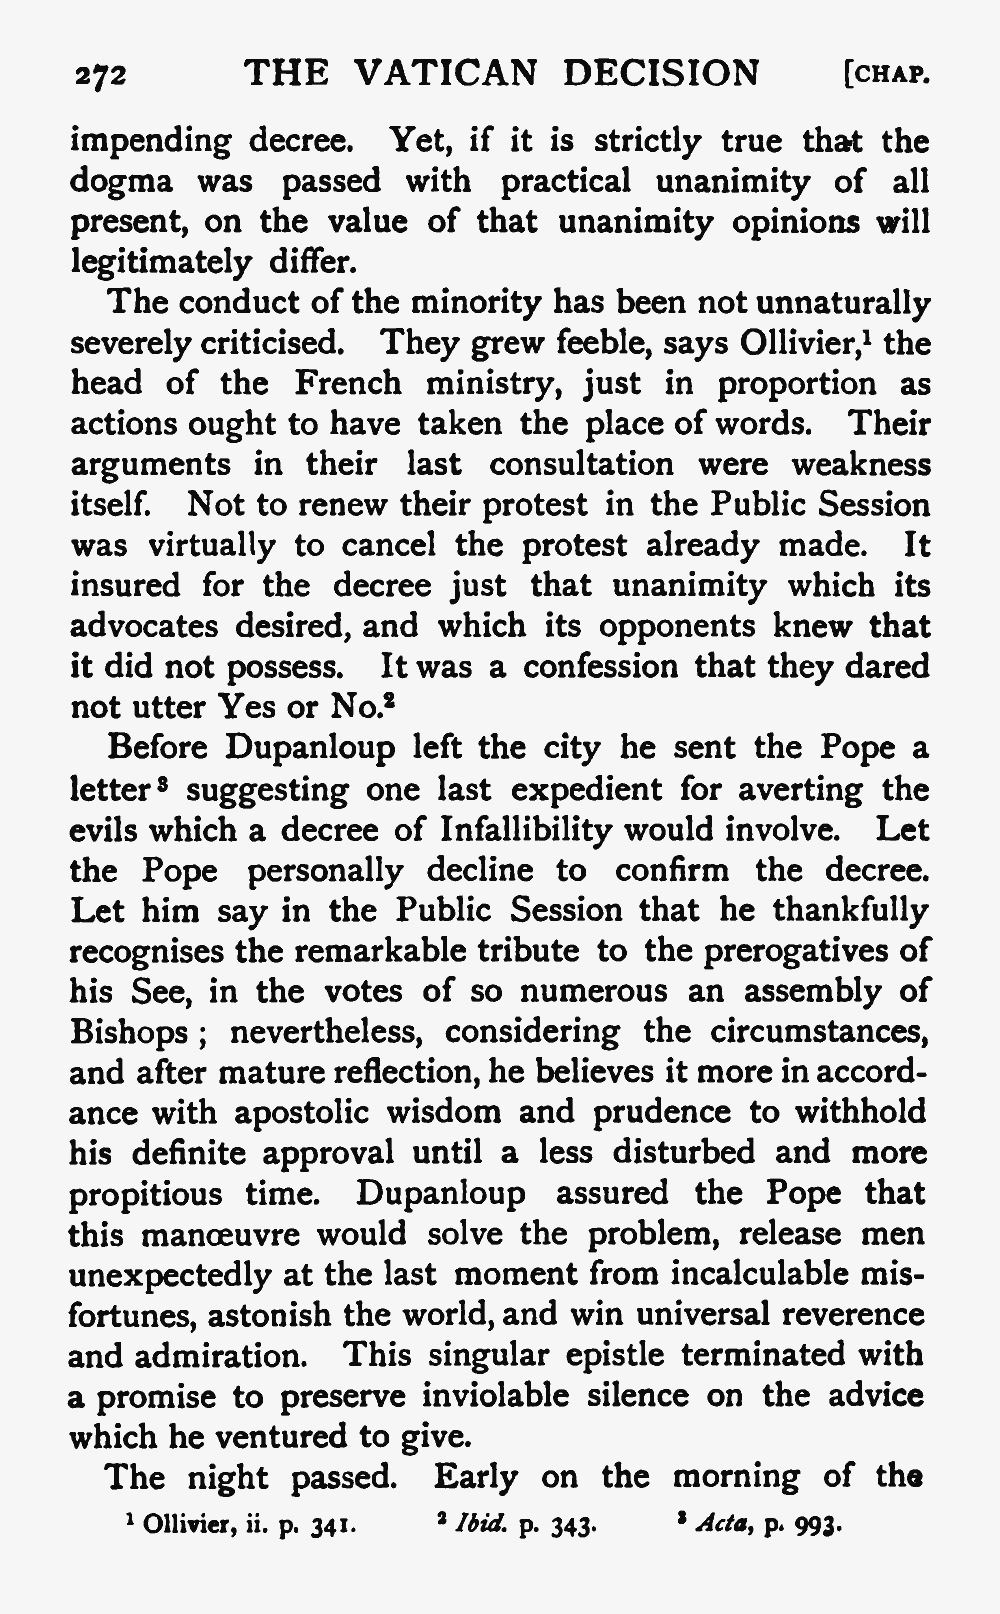 272 THE VATICAN DECISION [CHAP.
impending decree. Yet, if it is strictly true that the
dogma was passed with practical unanimity of all
present, on the value of that unanimity opinions will
legitimately differ.
The conduct of the minority has been not unnaturally
severely criticised. They grew feeble, says Ollivier,¹ the
head of the French ministry, just in proportion as
actions ought to have taken the place of words. Their
arguments in their last consultation were weakness
itself. Not to renew their protest in the Public Session
was virtually to cancel the protest already made. It
insured for the decree just that unanimity which its
advocates desired, and which its opponents knew that
it did not possess. It was a confession that they dared
not utter Yes or No.²
Before Dupanloup left the city he sent the Pope a
letter³ suggesting one last expedient for averting the
evils which a decree of Infallibility would involve. Let
the Pope personally decline to confirm the decree.
Let him say in the Public Session that he thankfully
recognises the remarkable tribute to the prerogatives of
his See, in the votes of so numerous an assembly of
Bishops ; nevertheless, considering the circumstances,
and after mature reflection, he believes it more in accord-
ance with apostolic wisdom and prudence to withhold
his definite approval until a less disturbed and more
propitious time. Dupanloup assured the Pope that
this manœuvre would solve the problem, release men
unexpectedly at the last moment from incalculable mis-
fortunes, astonish the world, and win universal reverence
and admiration. This singular epistle terminated with
a promise to preserve inviolable silence on the advice
which he ventured to give.
The night passed. Early on the morning of the
¹ Ollivier, ii. p. 341. ² Ibid. p. 343. ³ Acta, p. 993.